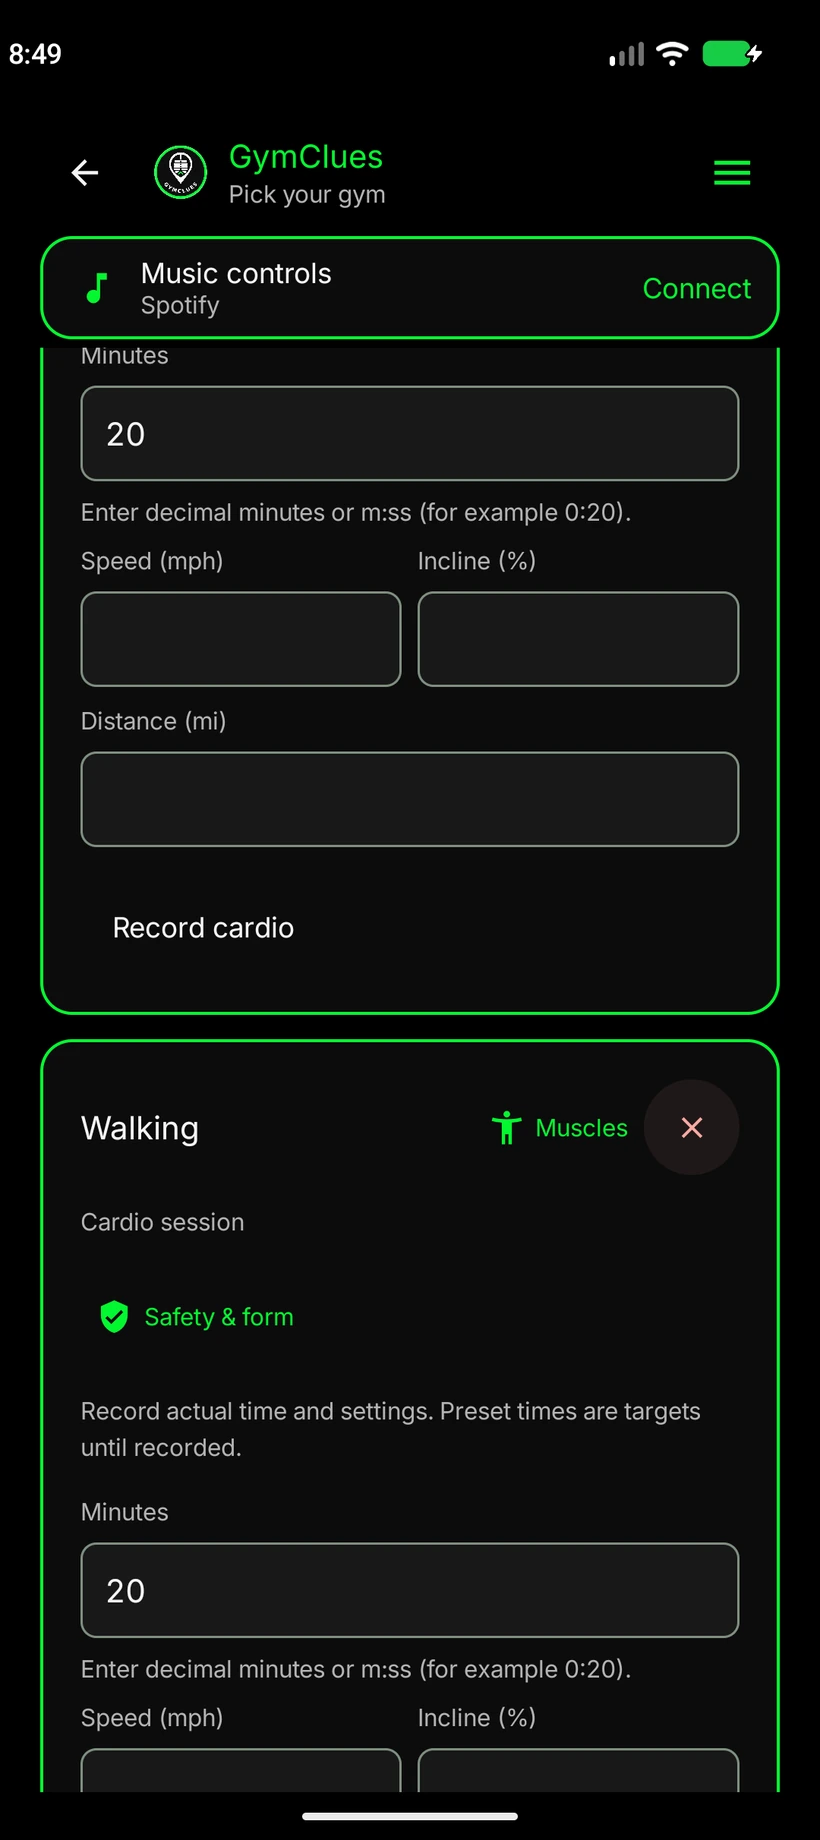 8:49
GymClues
Pick your gym
Music controls
Spotify
Connect
Minutes
20
Enter decimal minutes or m:ss (for example 0:20).
Speed (mph)
Incline (%)
Distance (mi)
Record cardio
Walking
Muscles
Cardio session
Safety & form
Record actual time and settings. Preset times are targets
until recorded.
Minutes
20
Enter decimal minutes or m:ss (for example 0:20).
Speed (mph)
Incline (%)